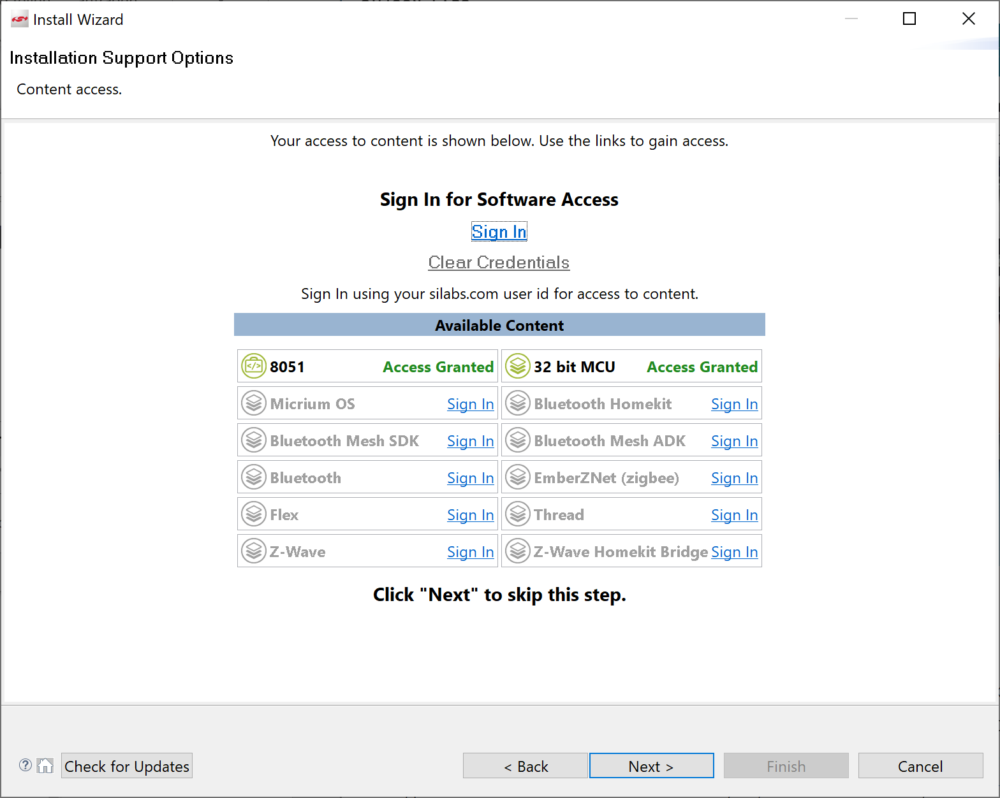 Install Wizard
Installation Support Options
Content access.
Your access to content is shown below. Use the links to gain access.
Sign In for Software Access
Sign In
Clear Credentials
Sign In using your silabs.com user id for access to content.
Available Content
8051 Access Granted 32 bit MCU Access Granted
Micrium OS Sign In Bluetooth Homekit Sign In
Bluetooth Mesh SDK Sign In Bluetooth Mesh ADK Sign In
Bluetooth Sign In EmberZNet (zigbee) Sign In
Flex Sign In Thread Sign In
Z-Wave Sign In Z-Wave Homekit Bridge Sign In
Click "Next" to skip this step.
? Check for Updates < Back Next > Finish Cancel